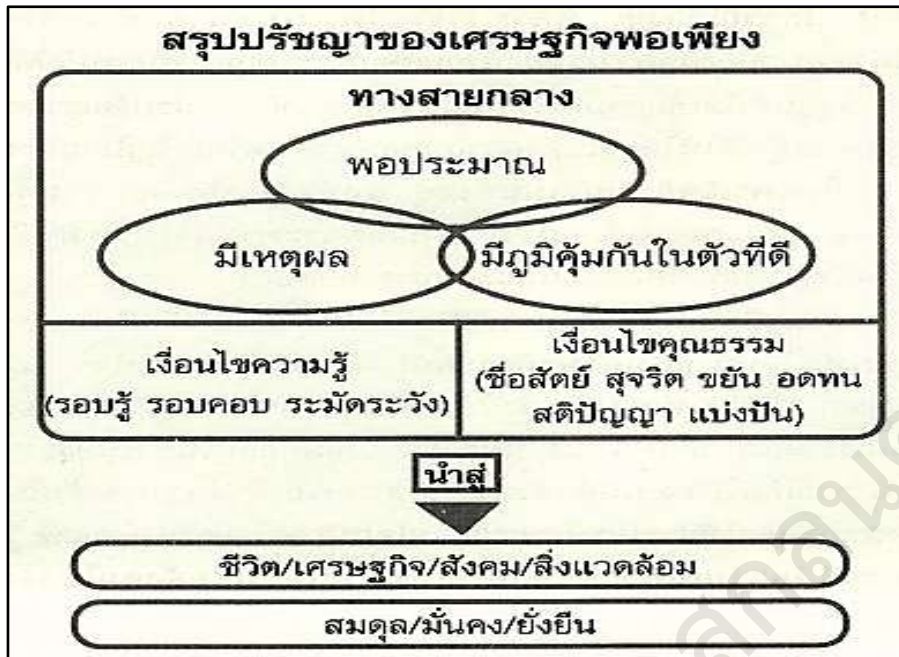 สรุปปรัชญาของเศรษฐกิจพอเพียง
ทางสายกลาง
พอประมาณ
มีเหตุผล
มีภูมิคุ้มกันในตัวที่ดี
เงื่อนไขความรู้
(รอบรู้ รอบคอบ ระมัดระวัง)
เงื่อนไขคุณธรรม
(ซื่อสัตย์ สุจริต ขยัน อดทน
สติปัญญา แบ่งปัน)
นำสู่
ชีวิต/เศรษฐกิจ/สังคม/สิ่งแวดล้อม
สมดุล/มั่นคง/ยั่งยืน